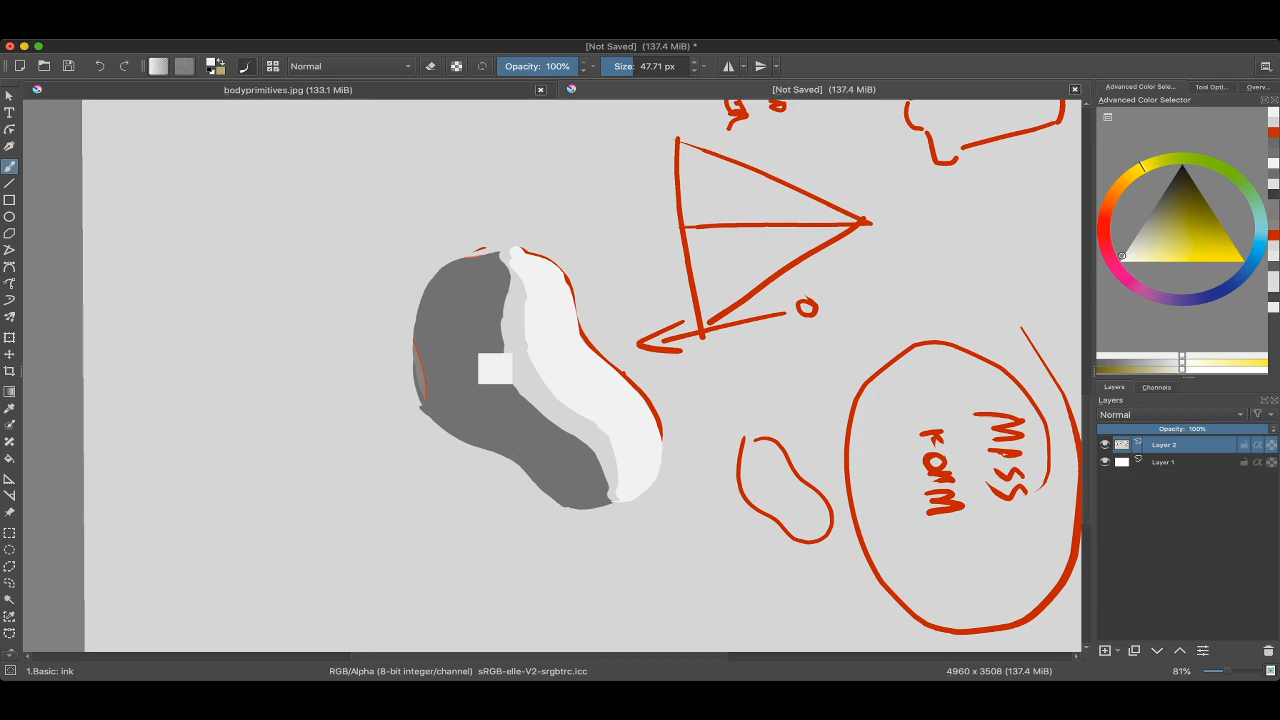 [Not Saved] (137.4 MiB) *
Normal
Opacity: 100%
Size: 47.71 px
bodyprimitives.jpg (133.1 MiB)
[Not Saved] (137.4 MiB)
Advanced Color Selec...
Tool Opti...
Overv...
Advanced Color Selector
MASS
FORM
Layers
Channels
Layers
Normal
Opacity: 100%
Layer 2
Layer 1
1.Basic: ink
RGB/Alpha (8-bit integer/channel) sRGB-elle-V2-srgbtrc.icc
4960 x 3508 (137.4 MiB)
81%